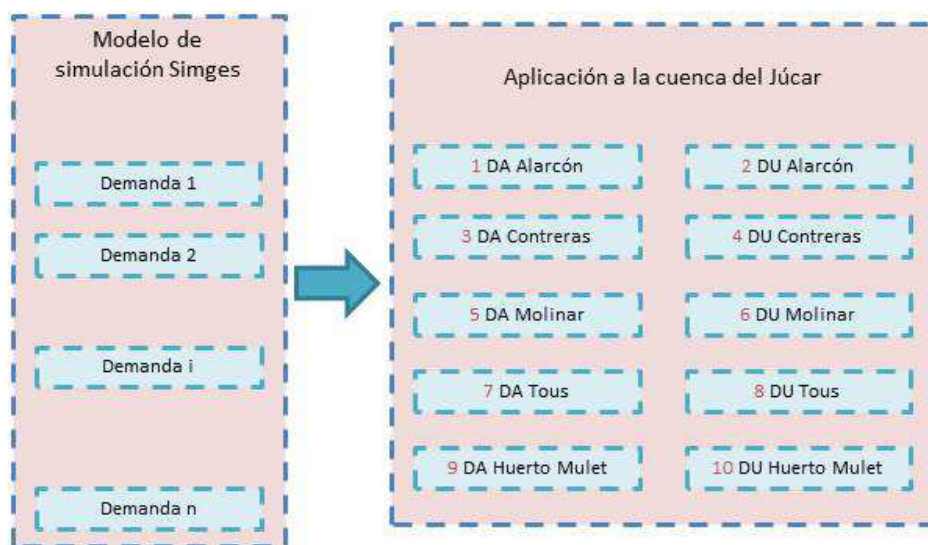 Modelo de
simulación Simges
Demanda 1
Demanda 2
Demanda i
Demanda n
Aplicación a la cuenca del Júcar
1 DA Alarcón
2 DU Alarcón
3 DA Contreras
4 DU Contreras
5 DA Molinar
6 DU Molinar
7 DA Tous
8 DU Tous
9 DA Huerto Mulet
10 DU Huerto Mulet